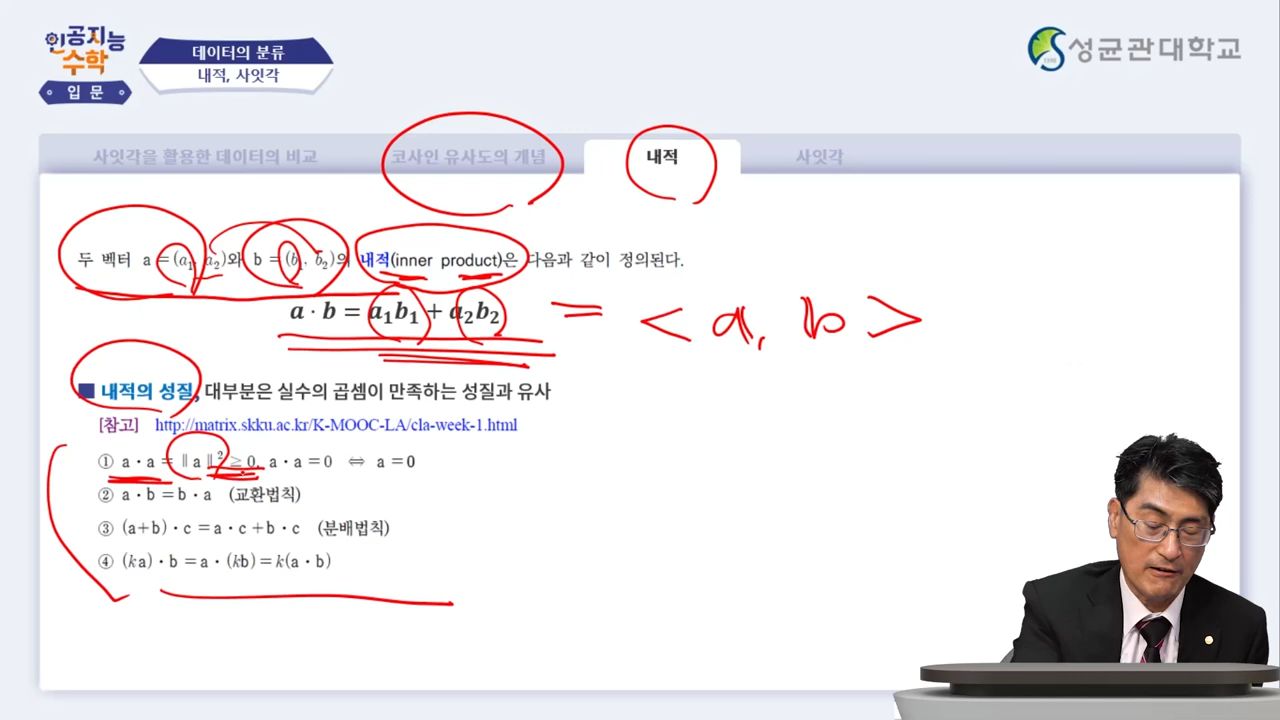 인공지능
수학
입문
데이터의 분류
내적, 사잇각
성균관대학교
사잇각을 활용한 데이터의 비교
코사인 유사도의 개념
내적
사잇각
두 벡터 a = (a₁, a₂)와 b = (b₁, b₂)의 내적(inner product)은 다음과 같이 정의된다.
a · b = a₁b₁ + a₂b₂ = < a, b >
■ 내적의 성질, 대부분은 실수의 곱셈이 만족하는 성질과 유사
[참고] http://matrix.skku.ac.kr/K-MOOC-LA/cla-week-1.html
① a · a = ∥a∥² ≥ 0, a · a = 0 ⇔ a = 0
② a · b = b · a (교환법칙)
③ (a+b) · c = a · c + b · c (분배법칙)
④ (ka) · b = a · (kb) = k(a · b)